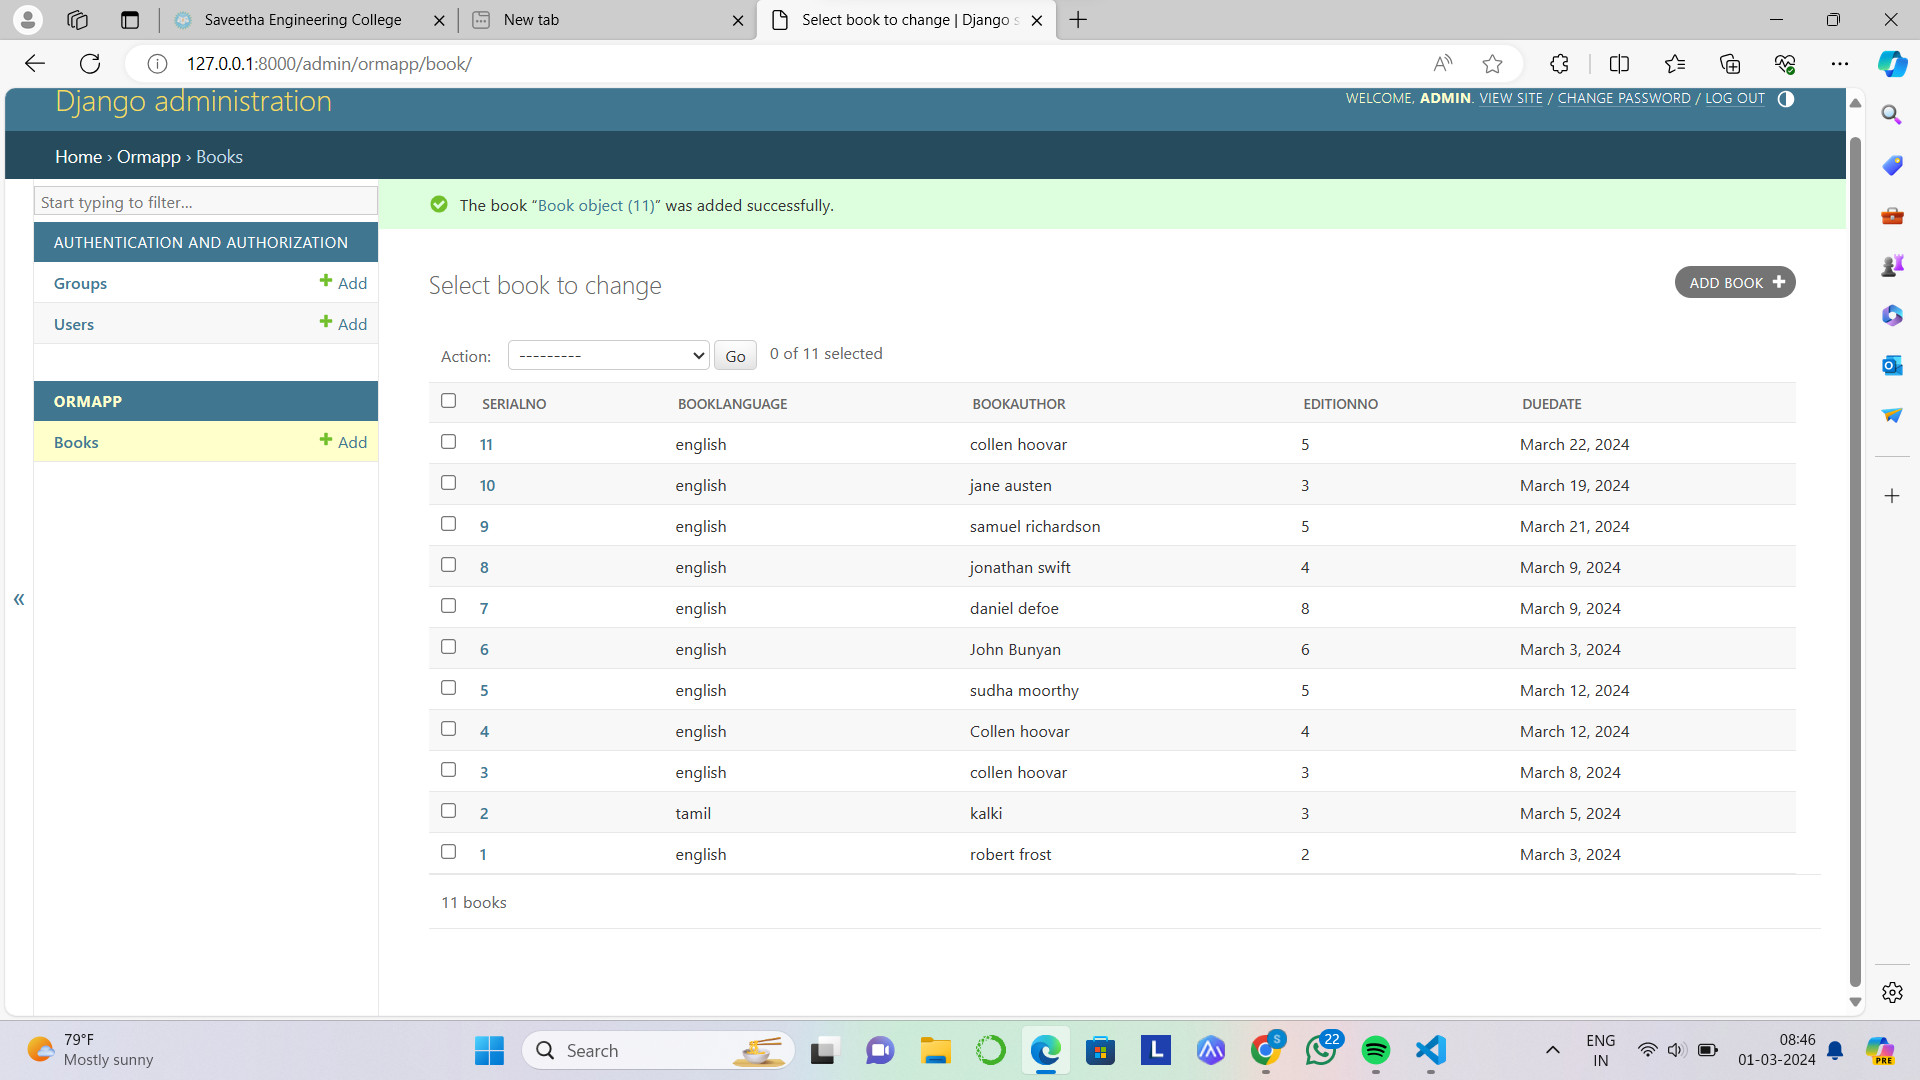 Saveetha Engineering College
New tab
Select book to change | Django s
127.0.0.1:8000/admin/ormapp/book/
Django administration
WELCOME, ADMIN. VIEW SITE / CHANGE PASSWORD / LOG OUT
Home › Ormapp › Books
Start typing to filter...
AUTHENTICATION AND AUTHORIZATION
Groups + Add
Users + Add
ORMAPP
Books + Add
«
The book “Book object (11)” was added successfully.
Select book to change
ADD BOOK +
Action: --------- Go 0 of 11 selected
SERIALNO BOOKLANGUAGE BOOKAUTHOR EDITIONNO DUEDATE
11 english collen hoovar 5 March 22, 2024
10 english jane austen 3 March 19, 2024
9 english samuel richardson 5 March 21, 2024
8 english jonathan swift 4 March 9, 2024
7 english daniel defoe 8 March 9, 2024
6 english John Bunyan 6 March 3, 2024
5 english sudha moorthy 5 March 12, 2024
4 english Collen hoovar 4 March 12, 2024
3 english collen hoovar 3 March 8, 2024
2 tamil kalki 3 March 5, 2024
1 english robert frost 2 March 3, 2024
11 books
79°F
Mostly sunny
Search
L
S
22
ENG
IN
08:46
01-03-2024
PRE